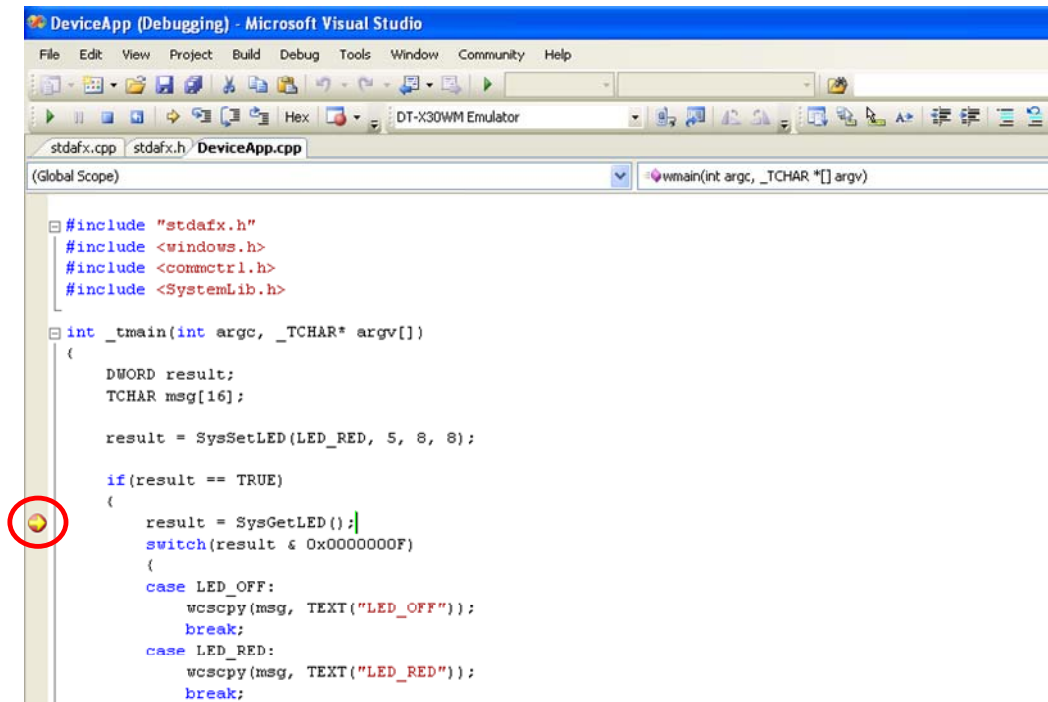 DeviceApp (Debugging) - Microsoft Visual Studio
File Edit View Project Build Debug Tools Window Community Help
Hex DT-X30WM Emulator
stdafx.cpp stdafx.h DeviceApp.cpp
(Global Scope) wmain(int argc, _TCHAR *[] argv)
#include "stdafx.h"
#include <windows.h>
#include <commctrl.h>
#include <SystemLib.h>
int _tmain(int argc, _TCHAR* argv[])
{
DWORD result;
TCHAR msg[16];
result = SysSetLED(LED_RED, 5, 8, 8);
if(result == TRUE)
{
result = SysGetLED();
switch(result & 0x0000000F)
{
case LED_OFF:
wcscpy(msg, TEXT("LED_OFF"));
break;
case LED_RED:
wcscpy(msg, TEXT("LED_RED"));
break;